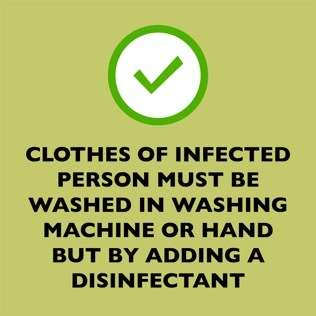 CLOTHES OF INFECTED
PERSON MUST BE
WASHED IN WASHING
MACHINE OR HAND
BUT BY ADDING A
DISINFECTANT